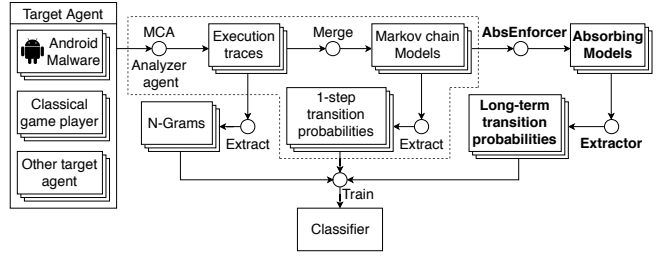 Target Agent
Android
Malware
Classical
game player
Other target
agent
MCA
Analyzer
agent
Execution
traces
Merge
Markov chain
Models
AbsEnforcer
Absorbing
Models
N-Grams
Extract
1-step
transition
probabilities
Extract
Long-term
transition
probabilities
Extractor
Train
Classifier